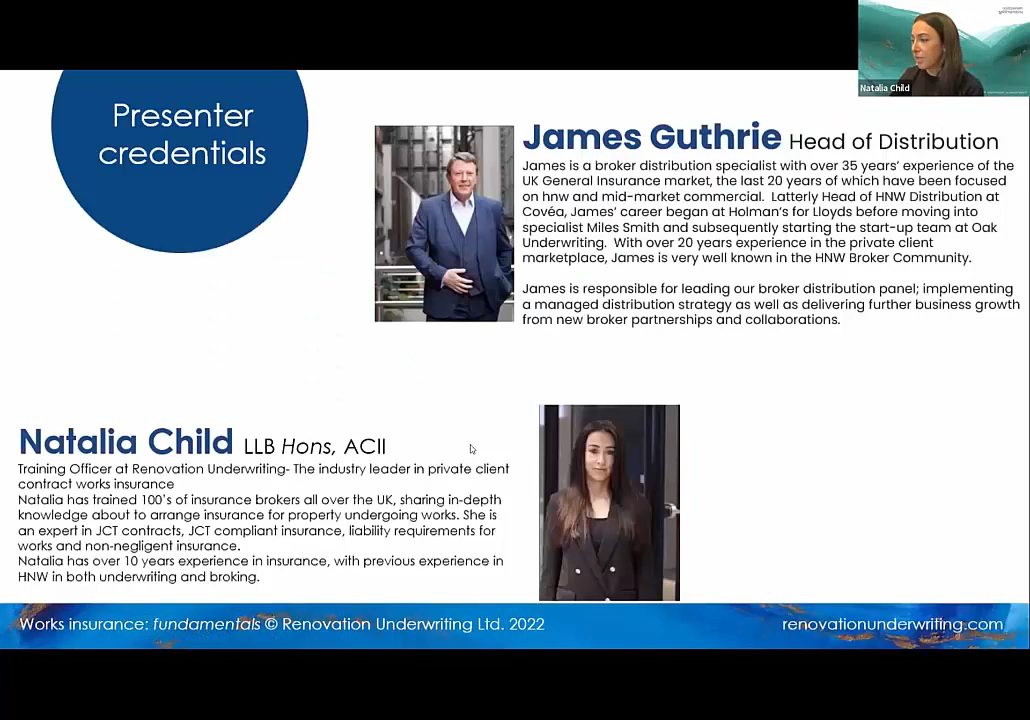 Natalia Child
Presenter
credentials
James Guthrie Head of Distribution
James is a broker distribution specialist with over 35 years’ experience of the
UK General Insurance market, the last 20 years of which have been focused
on hnw and mid-market commercial. Latterly Head of HNW Distribution at
Covéa, James’ career began at Holman’s for Lloyds before moving into
specialist Miles Smith and subsequently starting the start-up team at Oak
Underwriting. With over 20 years experience in the private client
marketplace, James is very well known in the HNW Broker Community.
James is responsible for leading our broker distribution panel; implementing
a managed distribution strategy as well as delivering further business growth
from new broker partnerships and collaborations.
Natalia Child LLB Hons, ACII
Training Officer at Renovation Underwriting- The industry leader in private client
contract works insurance
Natalia has trained 100’s of insurance brokers all over the UK, sharing in-depth
knowledge about to arrange insurance for property undergoing works. She is
an expert in JCT contracts, JCT compliant insurance, liability requirements for
works and non-negligent insurance.
Natalia has over 10 years experience in insurance, with previous experience in
HNW in both underwriting and broking.
Works insurance: fundamentals © Renovation Underwriting Ltd. 2022
renovationunderwriting.com